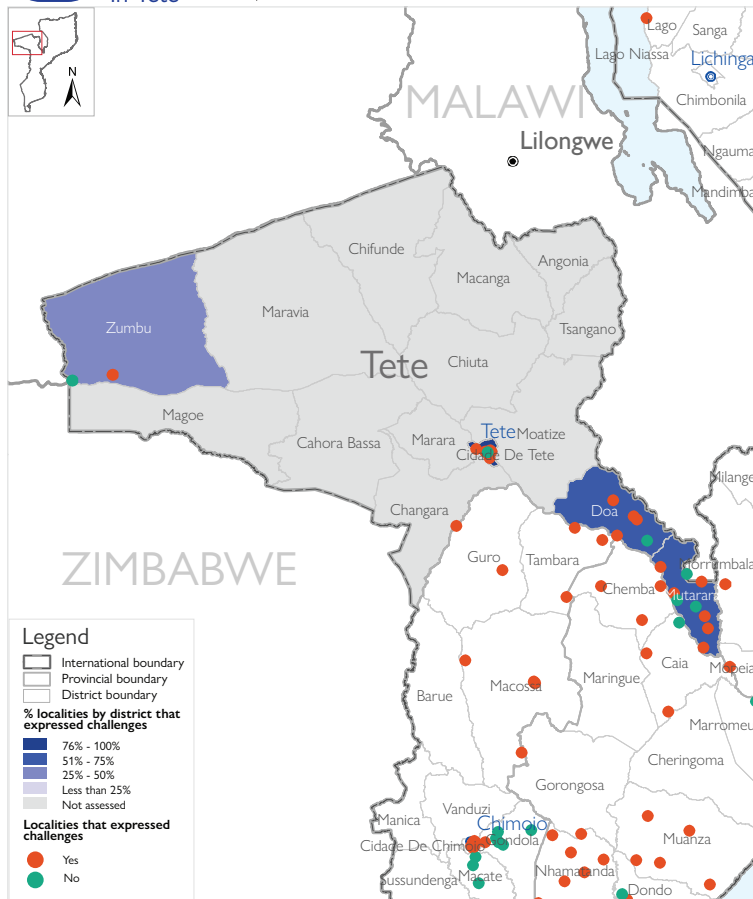 in Tete
N
Lago
Sanga
Lago Niassa
Lichinga
Chimbonila
MALAWI
Lilongwe
Ngauma
Mandimba
Chifunde
Angonia
Macanga
Maravia
Zumbu
Tsangano
Tete
Chiuta
Magoe
Tete
Moatize
Marara
Cahora Bassa
Cidade De Tete
Milange
Changara
Doa
ZIMBABWE
Guro
Tambara
Morrumbala
Chemba
Mutarara
Legend
International boundary
Provincial boundary
District boundary
% localities by district that
expressed challenges
76% - 100%
51% - 75%
25% - 50%
Less than 25%
Not assessed
Localities that expressed
challenges
Yes
No
Caia
Mopeia
Maringue
Macossa
Barue
Marromeu
Cheringoma
Gorongosa
Vanduzi
Manica
Chimoio
Gondola
Muanza
Cidade De Chimoio
Nhamatanda
Macate
Sussundenga
Dondo